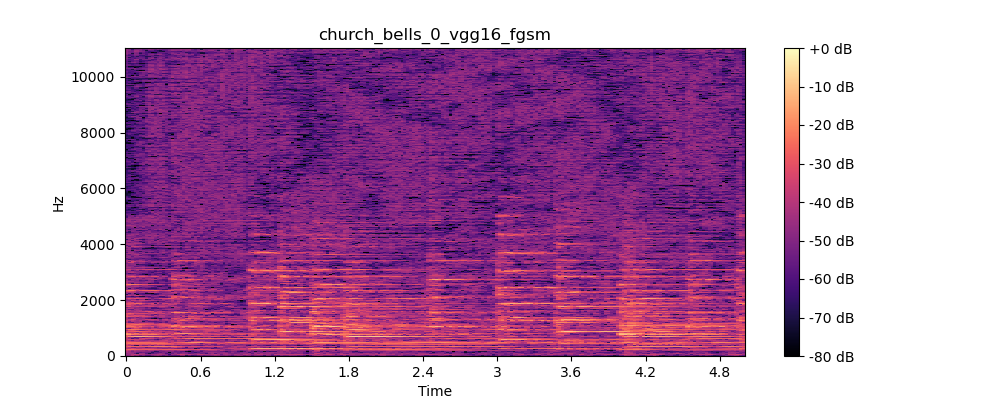 church_bells_0_vgg16_fgsm
10000
8000
6000
4000
2000
0
Hz
0 0.6 1.2 1.8 2.4 3 3.6 4.2 4.8
Time
+0 dB
-10 dB
-20 dB
-30 dB
-40 dB
-50 dB
-60 dB
-70 dB
-80 dB